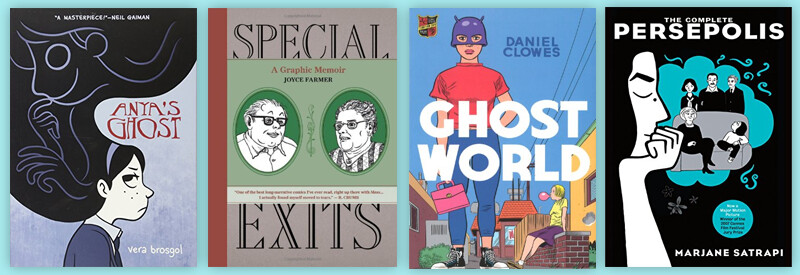 "A MASTERPIECE!"–NEIL GAIMAN
ANYA'S
GHOST
vera brosgol
SPECIAL
A Graphic Memoir
JOYCE FARMER
"One of the best long-narrative comics I've ever read, right up there with Maus...
I actually found myself moved to tears." — R. CRUMB
EXITS
DANIEL
CLOWES
GHOST
WORLD
THE COMPLETE
PERSEPOLIS
Now a
Major Motion
Picture
Winner of the
2007 Cannes
Film Festival
Jury Prize
MARJANE SATRAPI